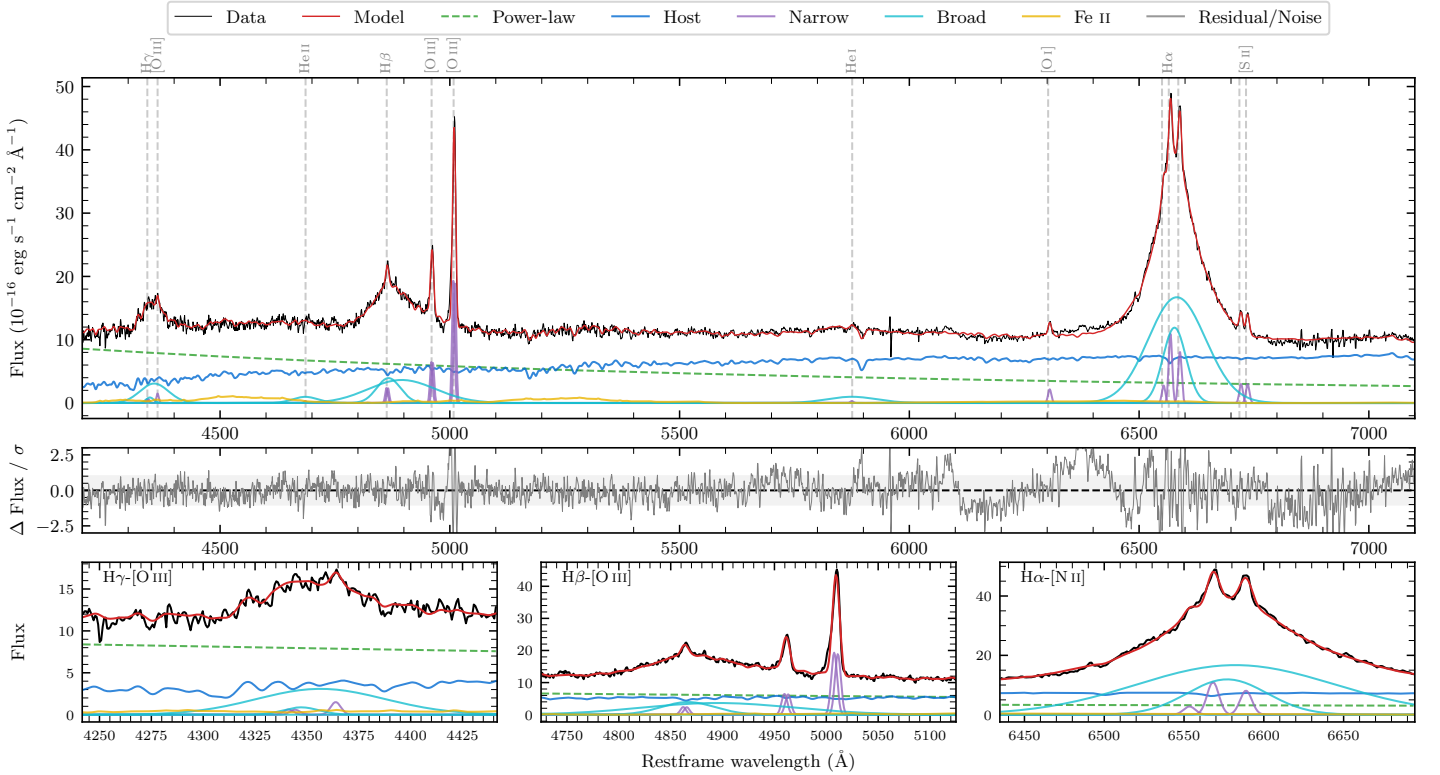 Data Model Power-law Host Narrow Broad Fe II Residual/Noise
Hγ [O III] He II Hβ [O III] [O III] He I [O I] Hα [S II]
Flux (10⁻¹⁶ erg s⁻¹ cm⁻² Å⁻¹)
50
40
30
20
10
0
4500 5000 5500 6000 6500 7000
Δ Flux / σ
2.5
0.0
−2.5
4500 5000 5500 6000 6500 7000
Flux
Hγ-[O III]
15
10
5
0
4250 4275 4300 4325 4350 4375 4400 4425
Hβ-[O III]
40
20
10
0
4750 4800 4850 4900 4950 5000 5050 5100
Hα-[N II]
40
20
0
6450 6500 6550 6600 6650
Restframe wavelength (Å)